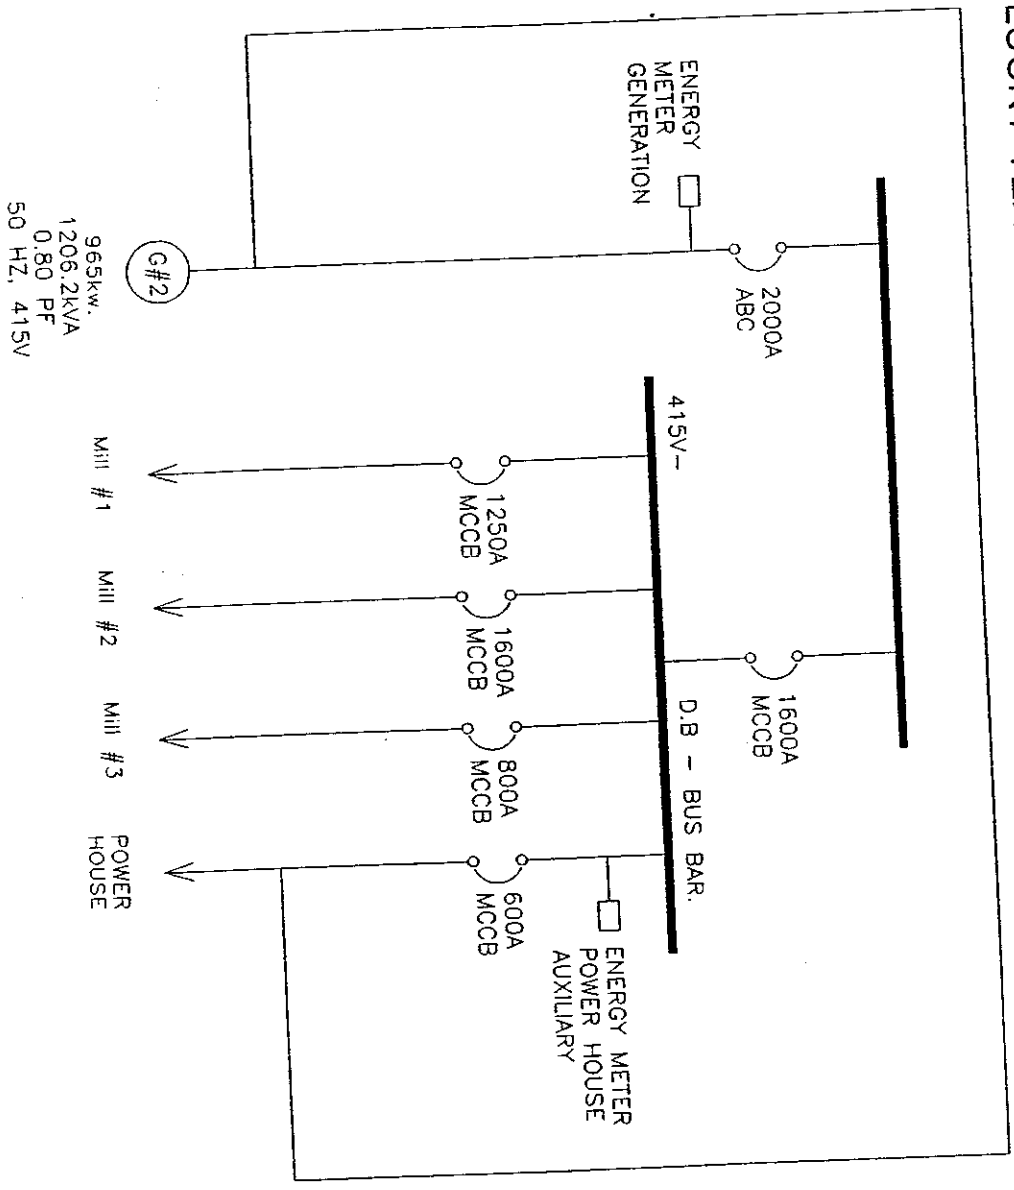 ENERGY
METER
GENERATION
2000A
ABC
G#2
965kw.
1206.2kVA
0.80 PF
50 HZ, 415V
415V-
D.B - BUS BAR.
1600A
MCCB
1250A
MCCB
1600A
MCCB
800A
MCCB
600A
MCCB
ENERGY METER
POWER HOUSE
AUXILIARY
Mill #1
Mill #2
Mill #3
POWER
HOUSE